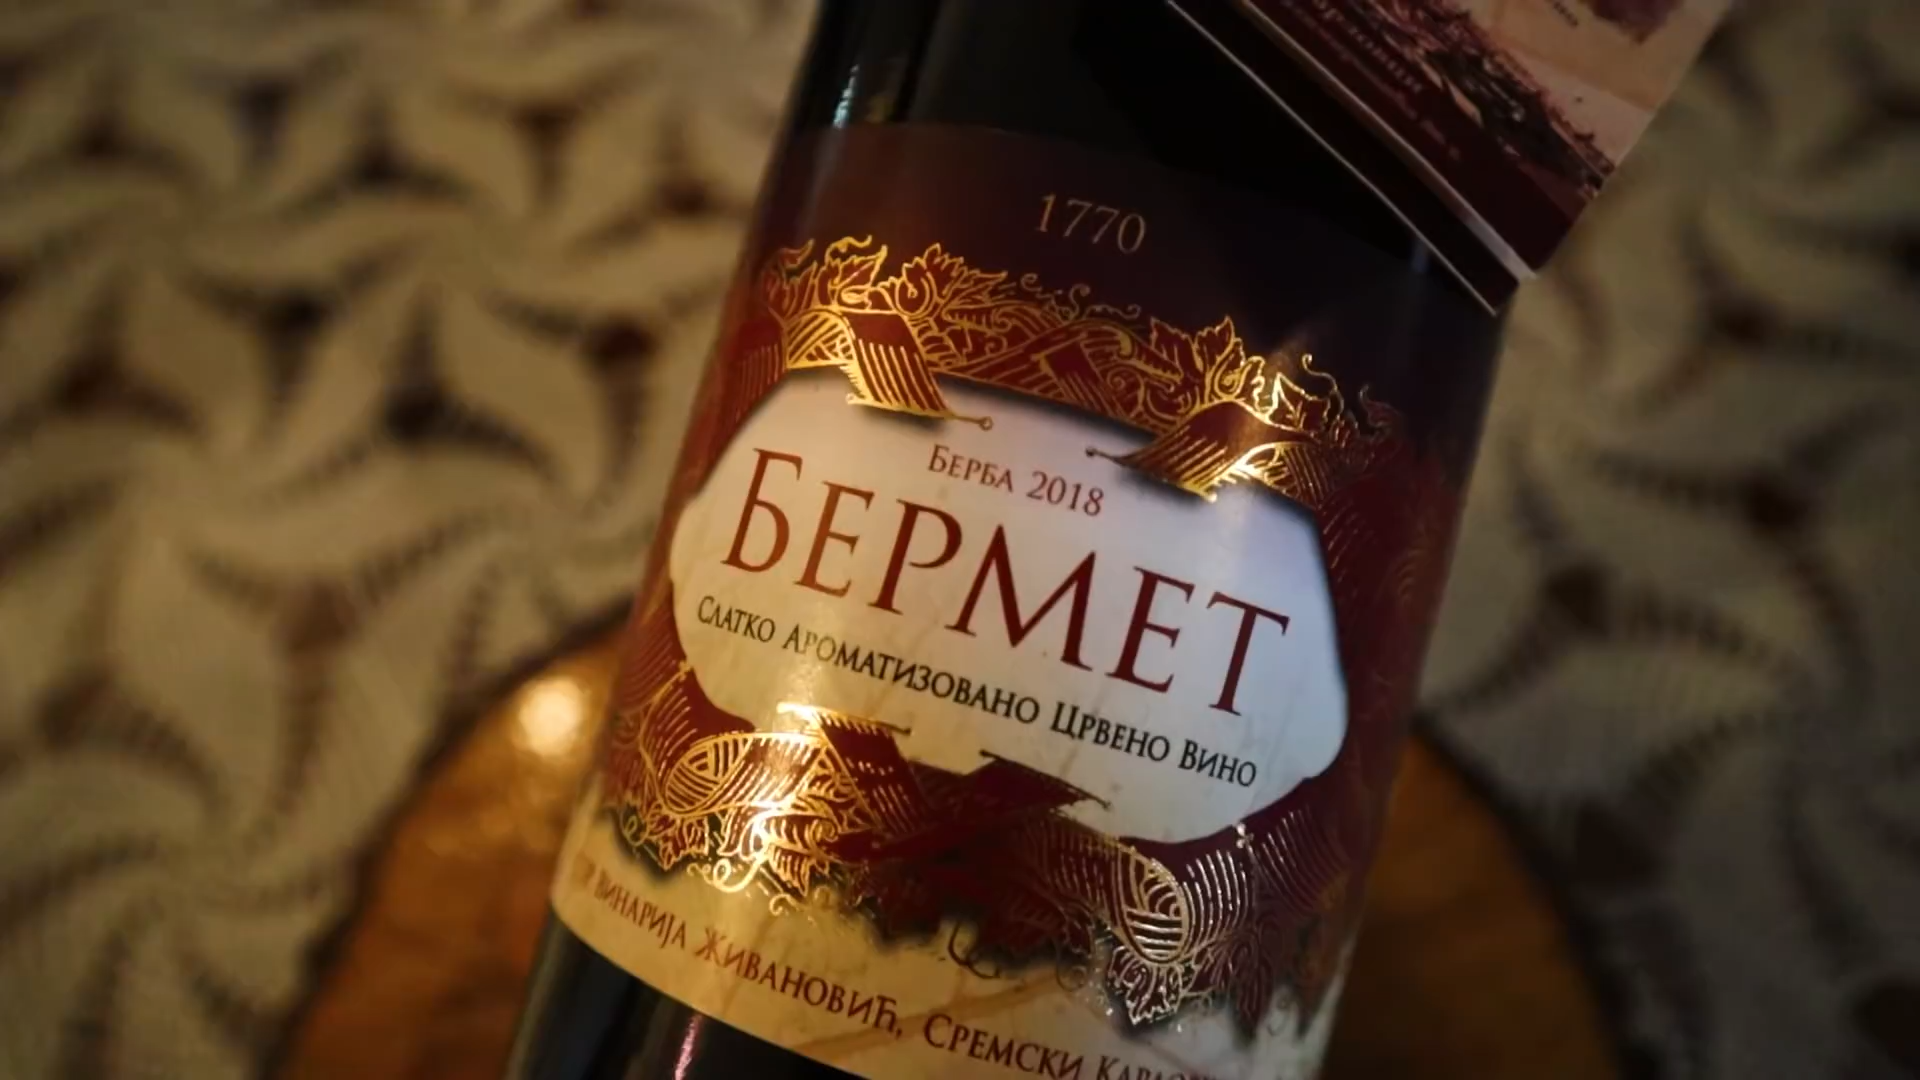 1770
Берба 2018
Бермет
Слатко Ароматизовано Црвено Вино
Винарија Живановић, Сремски